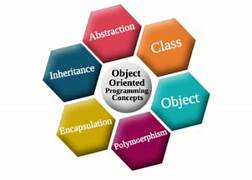 Abstraction
Class
Inheritance
Object
Oriented
Programming
Concepts
Object
Encapsulation
Polymoerphism